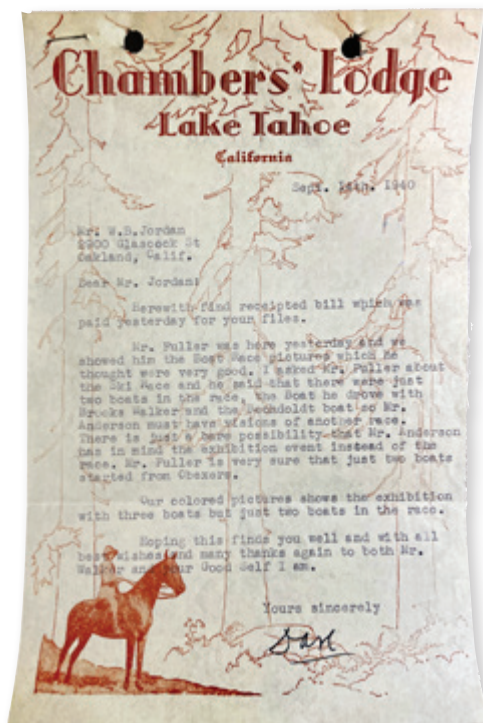 Chambers' Lodge
Lake Tahoe
California
Sept. 14th. 1940
Mr. W.B.Jordan
2900 Glascock St
Oakland, Calif.
Dear Mr. Jordan:
Herewith find receipted bill which was
paid yesterday for your files.
Mr. Fuller was here yesterday and we
showed him the Boat Race pictures which he
thought were very good. I asked Mr. Fuller about
the Ski Race and he said that there were just
two boats in the race, the Boat he drove with
Brooks Walker and the boat so Mr.
Anderson must have visions of another race.
There is just a bare possibility that Mr. Anderson
has in mind the exhibition event instead of the
race. Mr. Fuller is very sure that just two boats
started from Obexers.
Our colored pictures shows the exhibition
with three boats but just two boats in the race.
Hoping this finds you well and with all
best wishes and many thanks again to both Mr.
Walker and your Good Self I am.
Yours sincerely